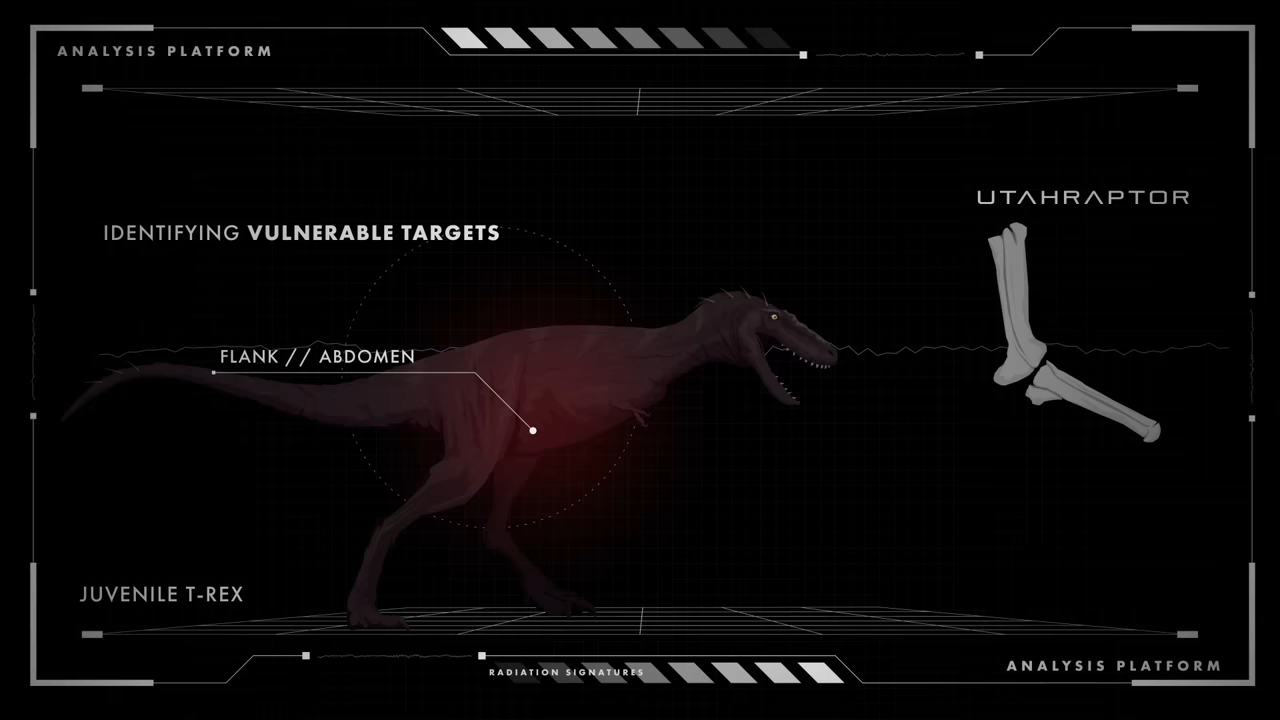 ANALYSIS PLATFORM
UTAHRAPTOR
IDENTIFYING VULNERABLE TARGETS
FLANK // ABDOMEN
JUVENILE T-REX
ANALYSIS PLATFORM
RADIATION SIGNATURES